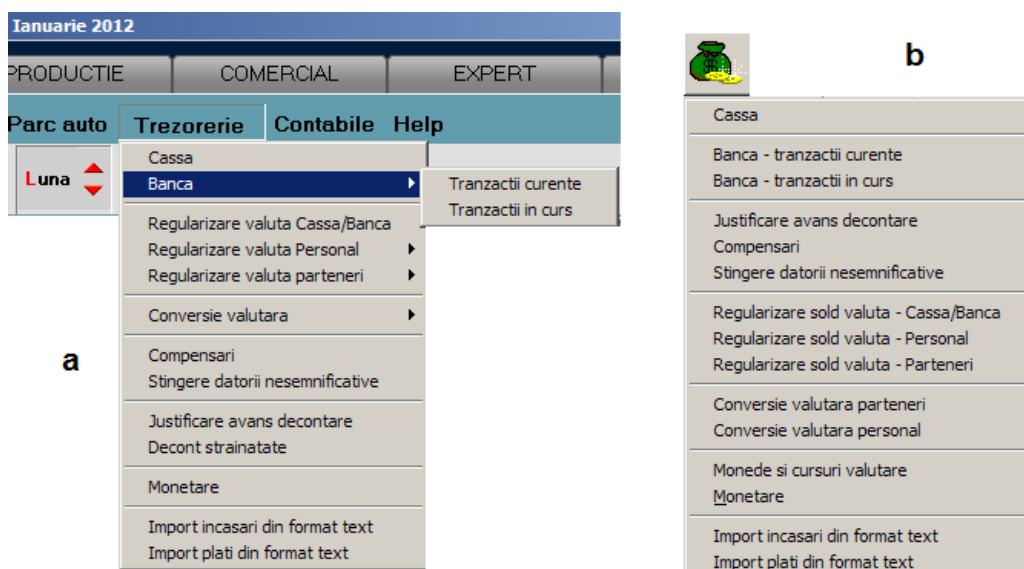 Ianuarie 2012
PRODUCTIE COMERCIAL EXPERT
Parc auto Trezorerie Contabile Help
Luna
Cassa
Banca
Tranzactii curente
Tranzactii in curs
Regularizare valuta Cassa/Banca
Regularizare valuta Personal
Regularizare valuta parteneri
Conversie valutara
Compensari
Stingere datorii nesemnificative
Justificare avans decontare
Decont strainatate
Monetare
Import incasari din format text
Import plati din format text
a
b
Cassa
Banca - tranzactii curente
Banca - tranzactii in curs
Justificare avans decontare
Compensari
Stingere datorii nesemnificative
Regularizare sold valuta - Cassa/Banca
Regularizare sold valuta - Personal
Regularizare sold valuta - Parteneri
Conversie valutara parteneri
Conversie valutara personal
Monede si cursuri valutare
Monetare
Import incasari din format text
Import plati din format text